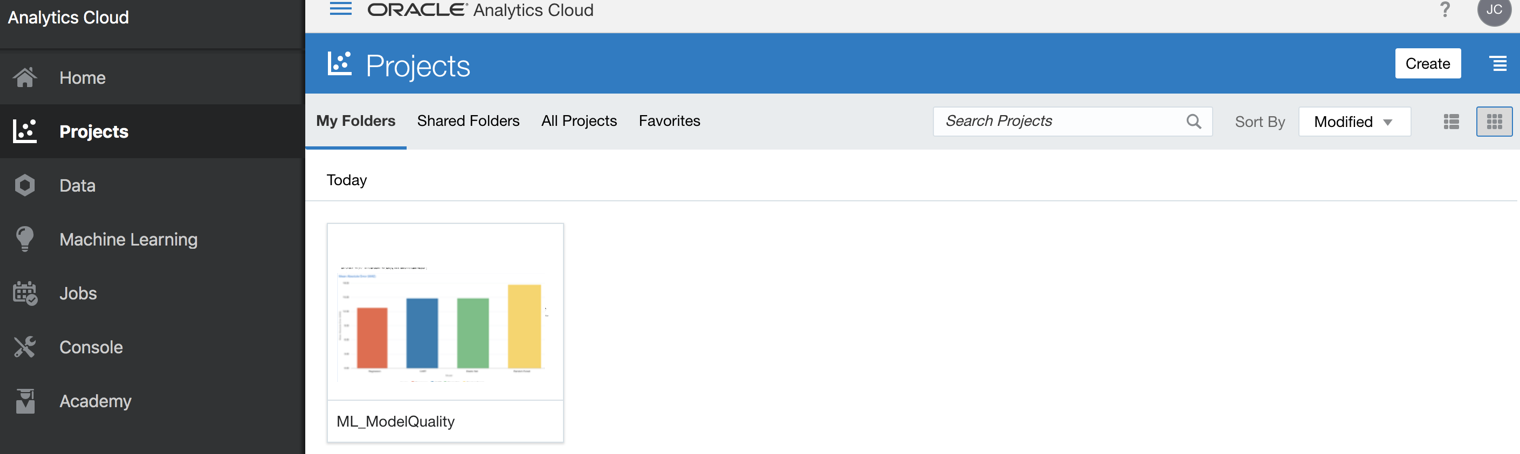 Analytics Cloud
Home
Projects
Data
Machine Learning
Jobs
Console
Academy
ORACLE Analytics Cloud
?
JC
Projects
Create
My Folders Shared Folders All Projects Favorites
Search Projects
Sort By Modified
Today
ML_ModelQuality